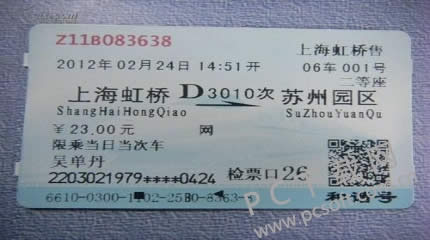 Z11B083638
上海虹桥售
2012年02月24日14:51开 06车001号
二等座
上海虹桥 D3010次 苏州园区
ShangHaiHongQiao SuZhouYuanQu
￥23.00元 网
限乘当日当次车
吴单丹 检票口26
2203021979****0424
和谐号